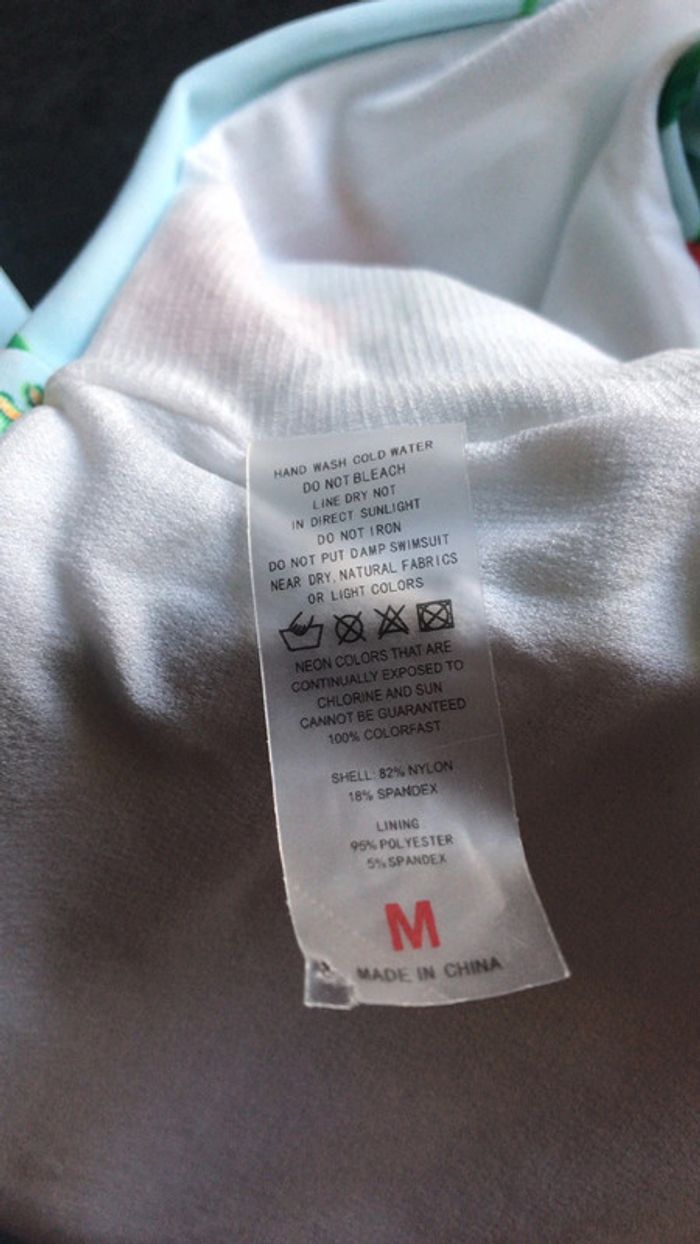 HAND WASH COLD WATER
DO NOT BLEACH
LINE DRY NOT
IN DIRECT SUNLIGHT
DO NOT IRON
DO NOT PUT DAMP SWIMSUIT
NEAR DRY, NATURAL FABRICS
OR LIGHT COLORS
NEON COLORS THAT ARE
CONTINUALLY EXPOSED TO
CHLORINE AND SUN
CANNOT BE GUARANTEED
100% COLORFAST
SHELL: 82% NYLON
18% SPANDEX
LINING
95% POLYESTER
5% SPANDEX
M
MADE IN CHINA